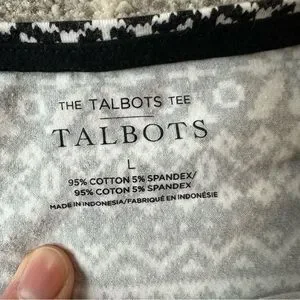 THE TALBOTS TEE
TALBOTS
L
95% COTTON 5% SPANDEX/
95% COTON 5% SPANDEX
MADE IN INDONESIA/FABRIQUÉ EN INDONÉSIE